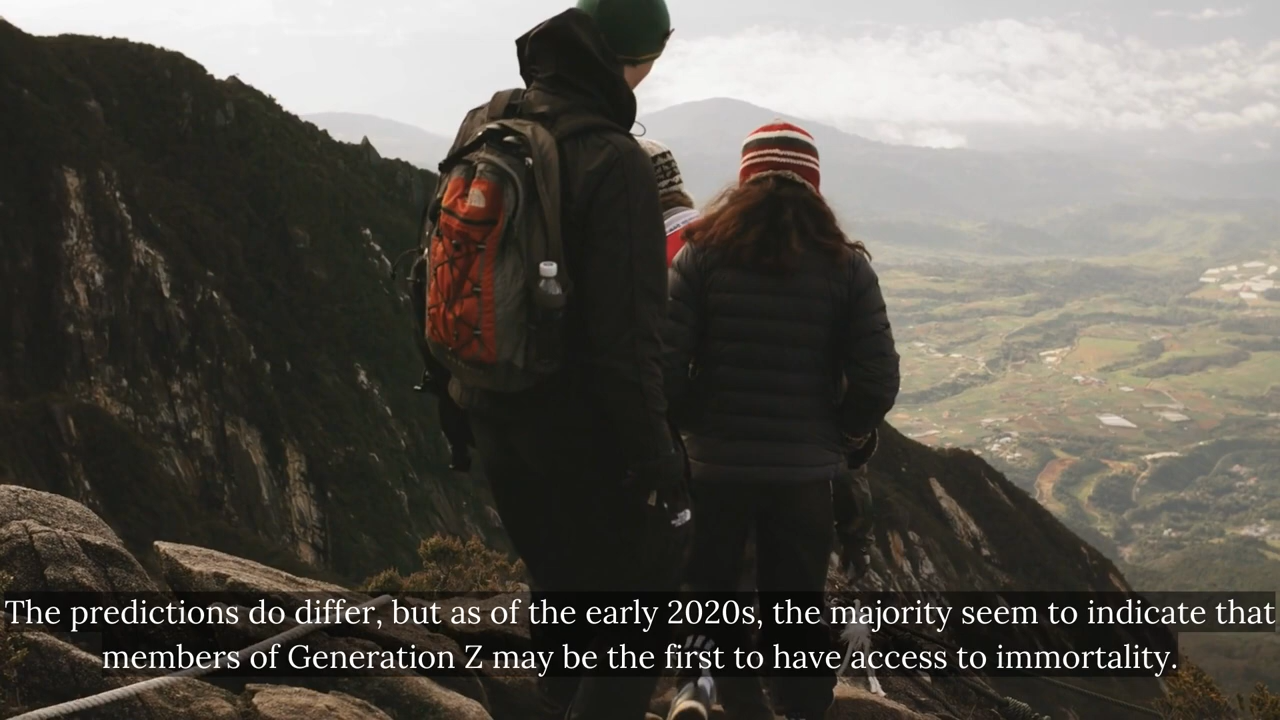 The predictions do differ, but as of the early 2020s, the majority seem to indicate that
members of Generation Z may be the first to have access to immortality.